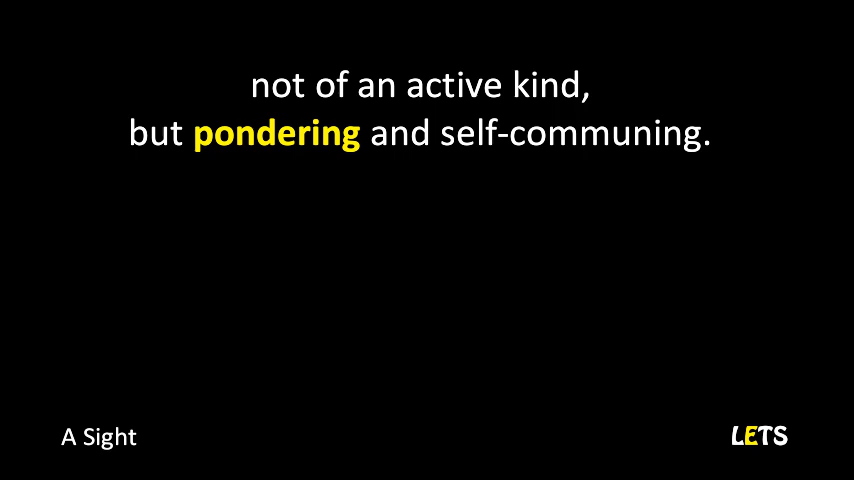 not of an active kind,
but pondering and self-communing.
A Sight
LETS